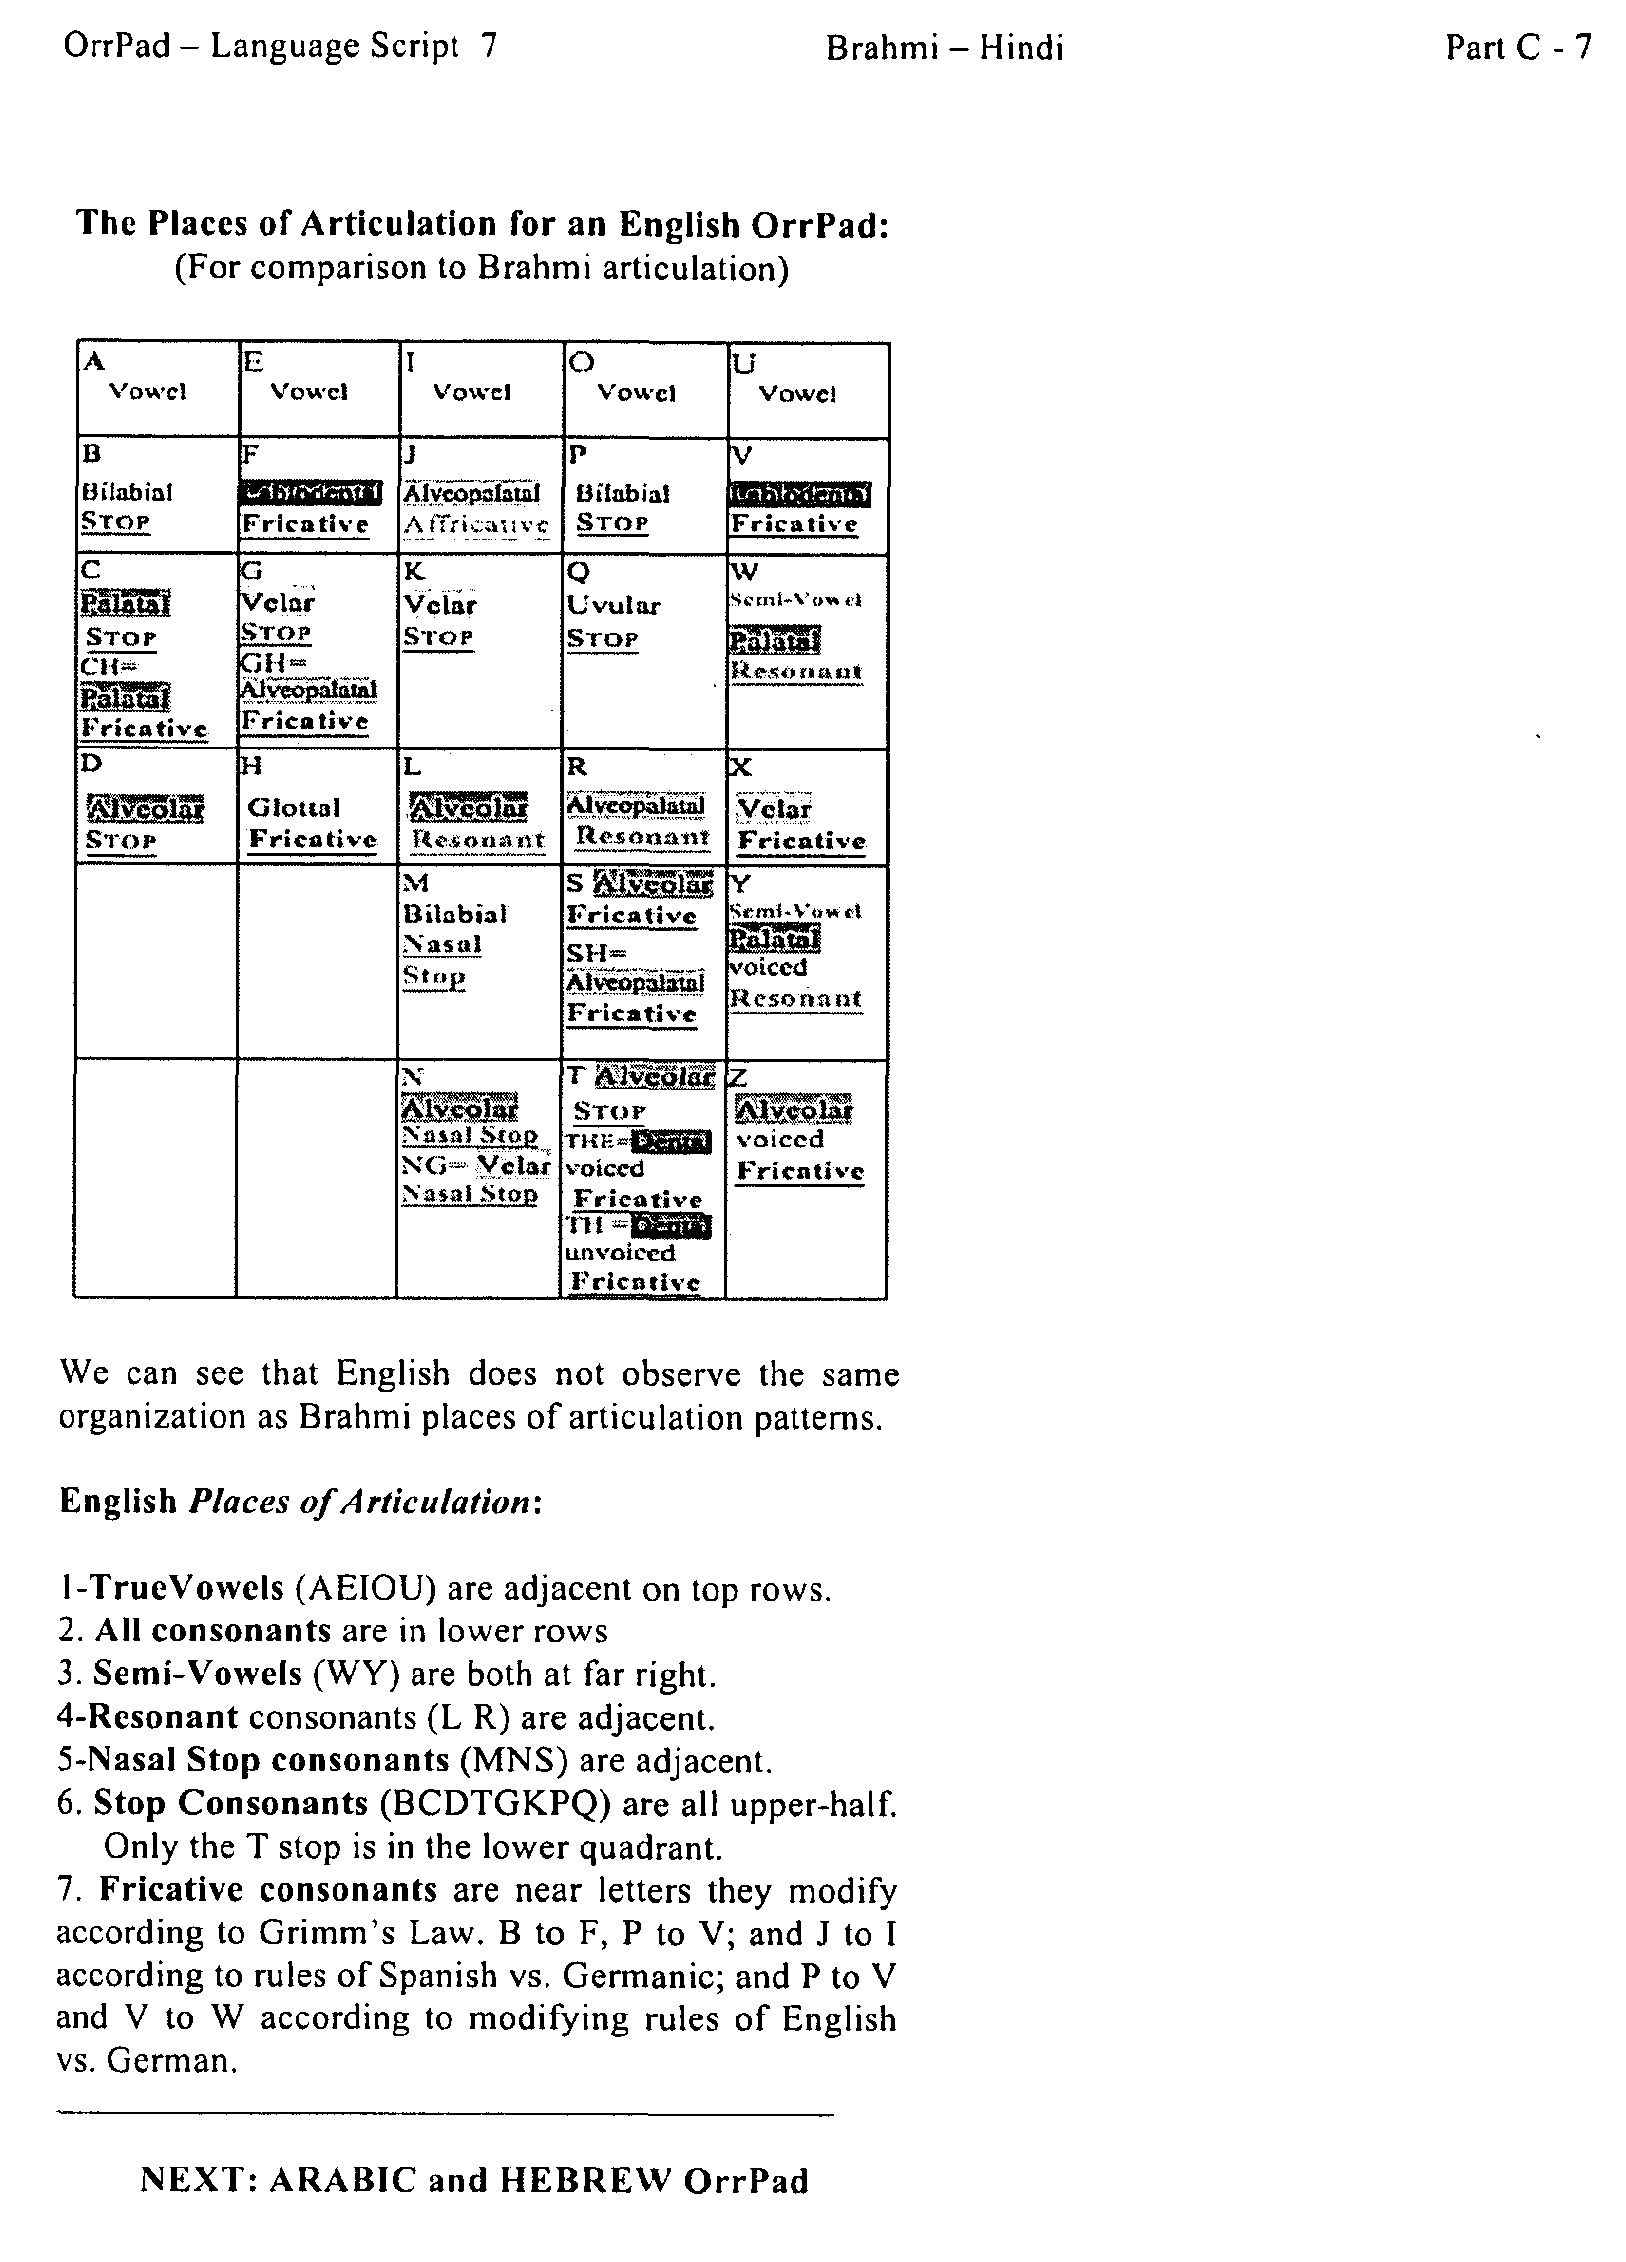 OrrPad – Language Script 7 Brahmi – Hindi Part C - 7
The Places of Articulation for an English OrrPad:
(For comparison to Brahmi articulation)
A E I O U
Vowel Vowel Vowel Vowel Vowel
B F J P V
Bilabial Labiodental Alveopalatal Bilabial Labiodental
STOP Fricative Affricative STOP Fricative
C G K Q W
Palatal Velar Velar Uvular Semi-Vowel
STOP STOP STOP STOP Palatal
CH= GH= Resonant
Palatal Alveopalatal
Fricative Fricative
D H L R X
Alveolar Glottal Alveolar Alveopalatal Velar
STOP Fricative Resonant Resonant Fricative
M S Alveolar Y
Bilabial Fricative Semi-Vowel
Nasal SH= Palatal
Stop Alveopalatal voiced
Fricative Resonant
N T Alveolar Z
Alveolar STOP Alveolar
Nasal Stop THE=Dental voiced
NG= Velar voiced Fricative
Nasal Stop Fricative
TH =Dental
unvoiced
Fricative
We can see that English does not observe the same
organization as Brahmi places of articulation patterns.
English Places of Articulation:
1-TrueVowels (AEIOU) are adjacent on top rows.
2. All consonants are in lower rows
3. Semi-Vowels (WY) are both at far right.
4-Resonant consonants (L R) are adjacent.
5-Nasal Stop consonants (MNS) are adjacent.
6. Stop Consonants (BCDTGKPQ) are all upper-half.
Only the T stop is in the lower quadrant.
7. Fricative consonants are near letters they modify
according to Grimm's Law. B to F, P to V; and J to I
according to rules of Spanish vs. Germanic; and P to V
and V to W according to modifying rules of English
vs. German.
NEXT: ARABIC and HEBREW OrrPad